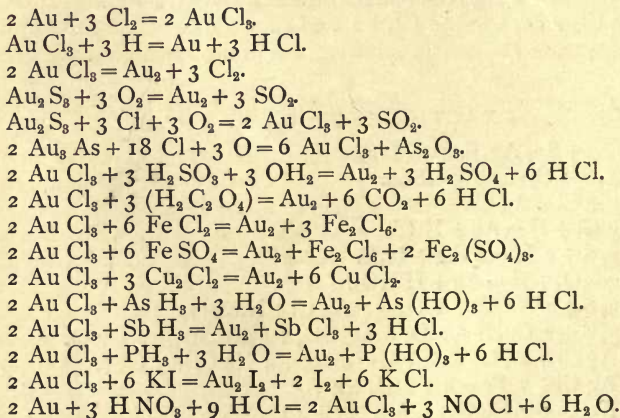 2 Au + 3 Cl₂ = 2 Au Cl₃.
Au Cl₃ + 3 H = Au + 3 H Cl.
2 Au Cl₃ = Au₂ + 3 Cl₂.
Au₂ S₃ + 3 O₂ = Au₂ + 3 SO₂.
Au₂ S₃ + 3 Cl + 3 O₂ = 2 Au Cl₃ + 3 SO₂.
2 Au₃ As + 18 Cl + 3 O = 6 Au Cl₃ + As₂ O₃.
2 Au Cl₃ + 3 H₂ SO₃ + 3 OH₂ = Au₂ + 3 H₂ SO₄ + 6 H Cl.
2 Au Cl₃ + 3 (H₂ C₂ O₄) = Au₂ + 6 CO₂ + 6 H Cl.
2 Au Cl₃ + 6 Fe Cl₂ = Au₂ + 3 Fe₂ Cl₆.
2 Au Cl₃ + 6 Fe SO₄ = Au₂ + Fe₂ Cl₆ + 2 Fe₂ (SO₄)₃.
2 Au Cl₃ + 3 Cu₂ Cl₂ = Au₂ + 6 Cu Cl₂.
2 Au Cl₃ + As H₃ + 3 H₂ O = Au₂ + As (HO)₃ + 6 H Cl.
2 Au Cl₃ + Sb H₃ = Au₂ + Sb Cl₃ + 3 H Cl.
2 Au Cl₃ + PH₃ + 3 H₂ O = Au₂ + P (HO)₃ + 6 H Cl.
2 Au Cl₃ + 6 KI = Au₂ I₂ + 2 I₂ + 6 K Cl.
2 Au + 3 H NO₃ + 9 H Cl = 2 Au Cl₃ + 3 NO Cl + 6 H₂ O.